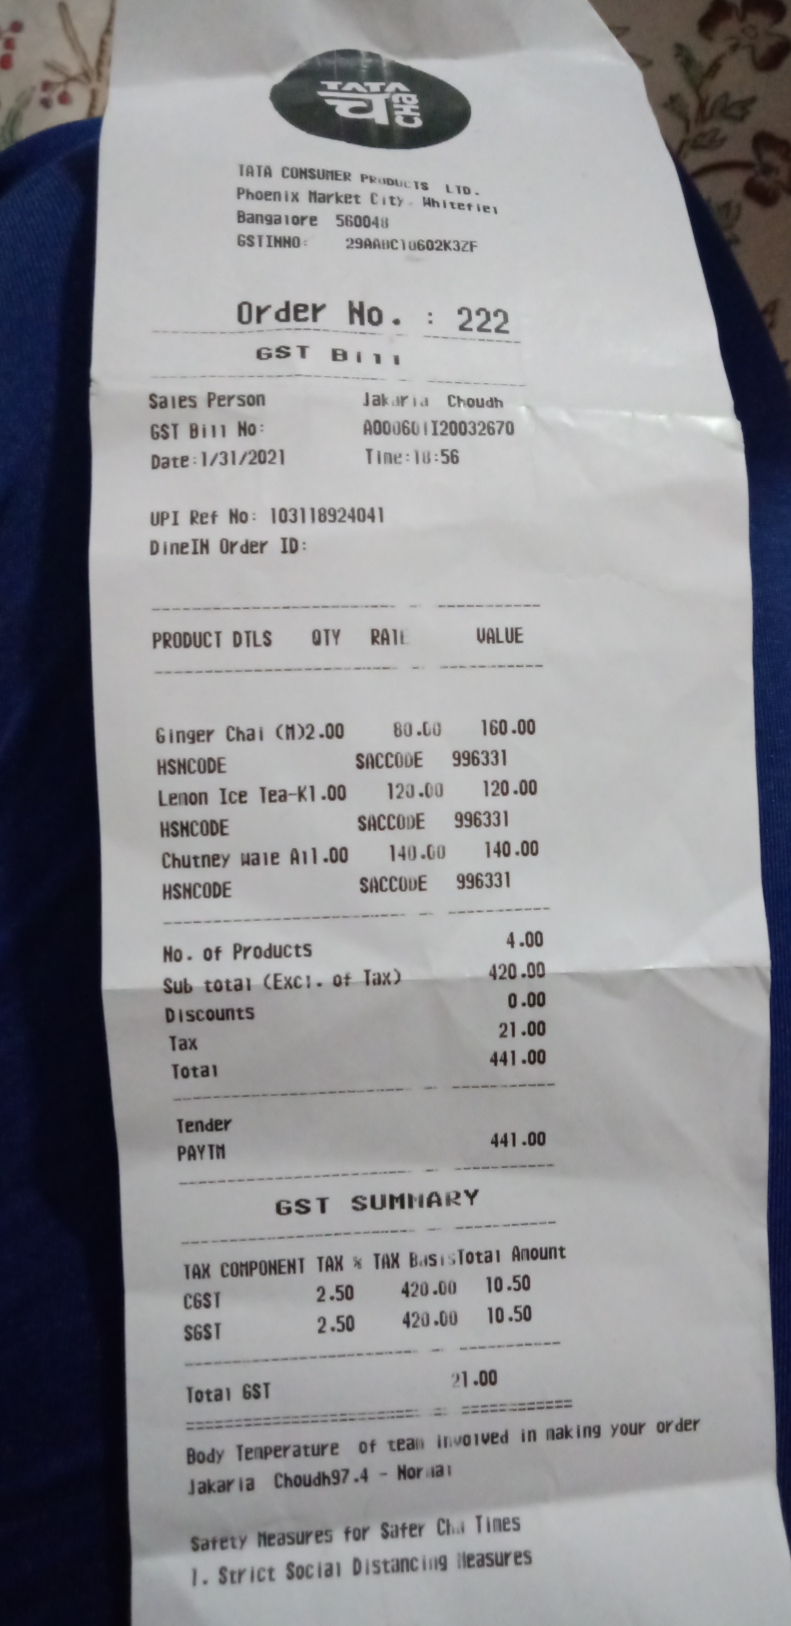 TATA
च
CHA
TATA CONSUMER PRODUCTS LTD.
Phoenix Market City- Whitefiel
Bangalore 560048
GSTINNO: 29AABC10602K3ZF
Order No. : 222
GST Bill
Sales Person Jakaria Choudh
GST Bill No: A000601I20032670
Date:1/31/2021 Time:18:56
UPI Ref No: 103118924041
DineIN Order ID:
PRODUCT DTLS QTY RATE VALUE
Ginger Chai (M)2.00 80.00 160.00
HSNCODE SACCODE 996331
Lemon Ice Tea-K1.00 120.00 120.00
HSNCODE SACCODE 996331
Chutney wale Al1.00 140.00 140.00
HSNCODE SACCODE 996331
No. of Products 4.00
Sub total (Excl. of Tax) 420.00
Discounts 0.00
Tax 21.00
Total 441.00
Tender
PAYTM 441.00
GST SUMMARY
TAX COMPONENT TAX % TAX BasisTotal Amount
CGST 2.50 420.00 10.50
SGST 2.50 420.00 10.50
Total GST 21.00
Body Temperature of team involved in making your order
Jakaria Choudh97.4 - Normal
Safety Measures for Safer Chai Times
1. Strict Social Distancing Measures